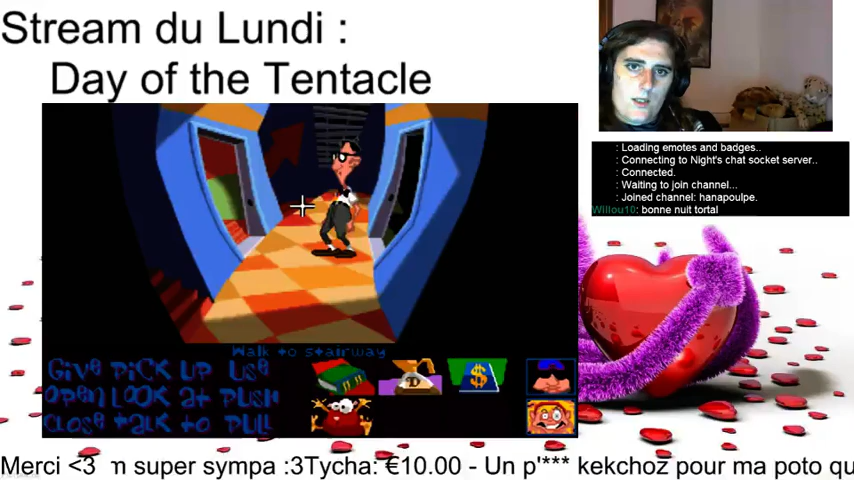 Stream du Lundi :
Day of the Tentacle
: Loading emotes and badges..
: Connecting to Night's chat socket server..
: Connected.
: Waiting to join channel...
: Joined channel: hanapoulpe.
Willou10: bonne nuit tortal
Walk to stairway
GIVE PICK UP USE
OPEN LOOK AT PUSH
CLOSE TALK TO PULL
D
$
Merci <3 m super sympa :3Tycha: €10.00 - Un p'*** kekchoz pour ma poto qu